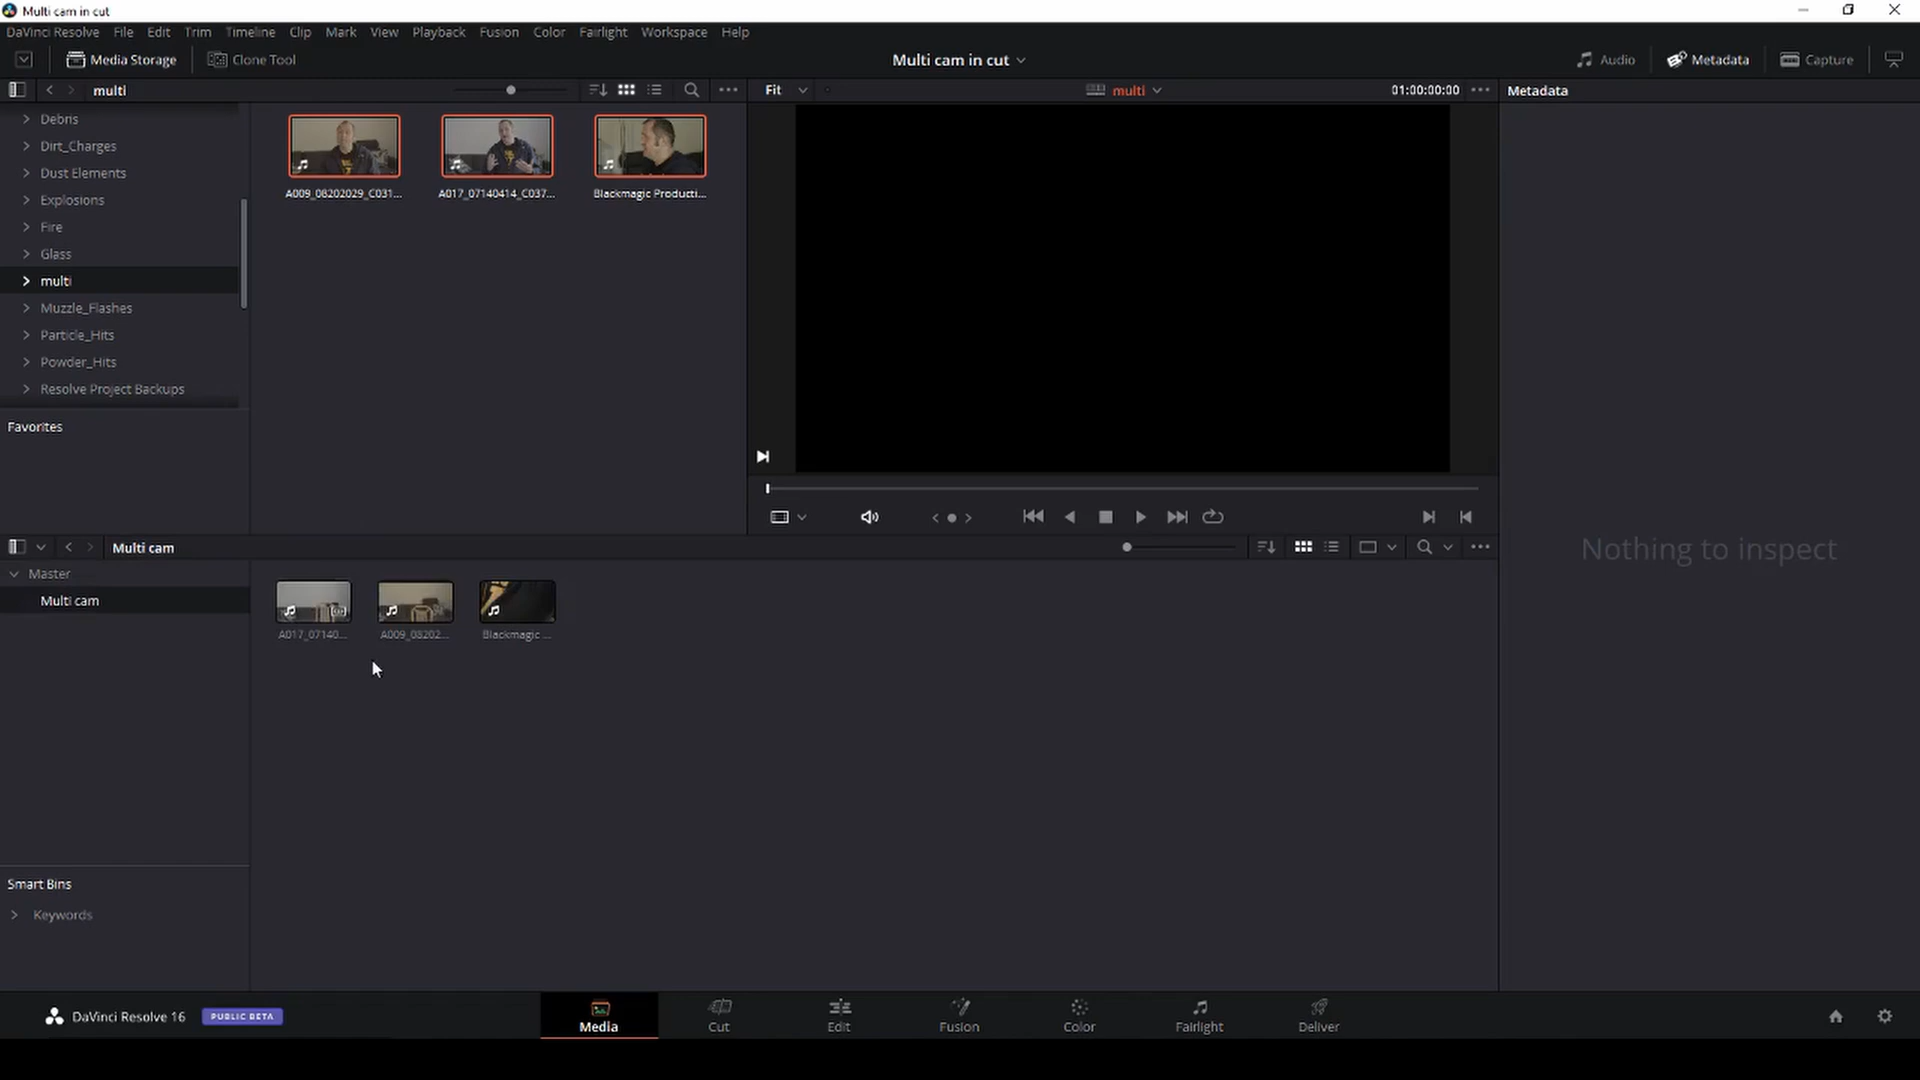 Multi cam in cut
DaVinci Resolve File Edit Trim Timeline Clip Mark View Playback Fusion Color Fairlight Workspace Help
Media Storage Clone Tool Multi cam in cut Audio Metadata Capture
multi Fit multi 01:00:00:00 Metadata
Debris
Dirt_Charges
Dust Elements
Explosions
Fire
Glass
multi
Muzzle_Flashes
Particle_Hits
Powder_Hits
Resolve Project Backups
A009_08202029_C031... A017_07140414_C037... Blackmagic Producti...
Favorites
Nothing to inspect
Multi cam
Master
Multi cam
A017_07140... A009_08202... Blackmagic ...
Smart Bins
Keywords
DaVinci Resolve 16 PUBLIC BETA
Media Cut Edit Fusion Color Fairlight Deliver